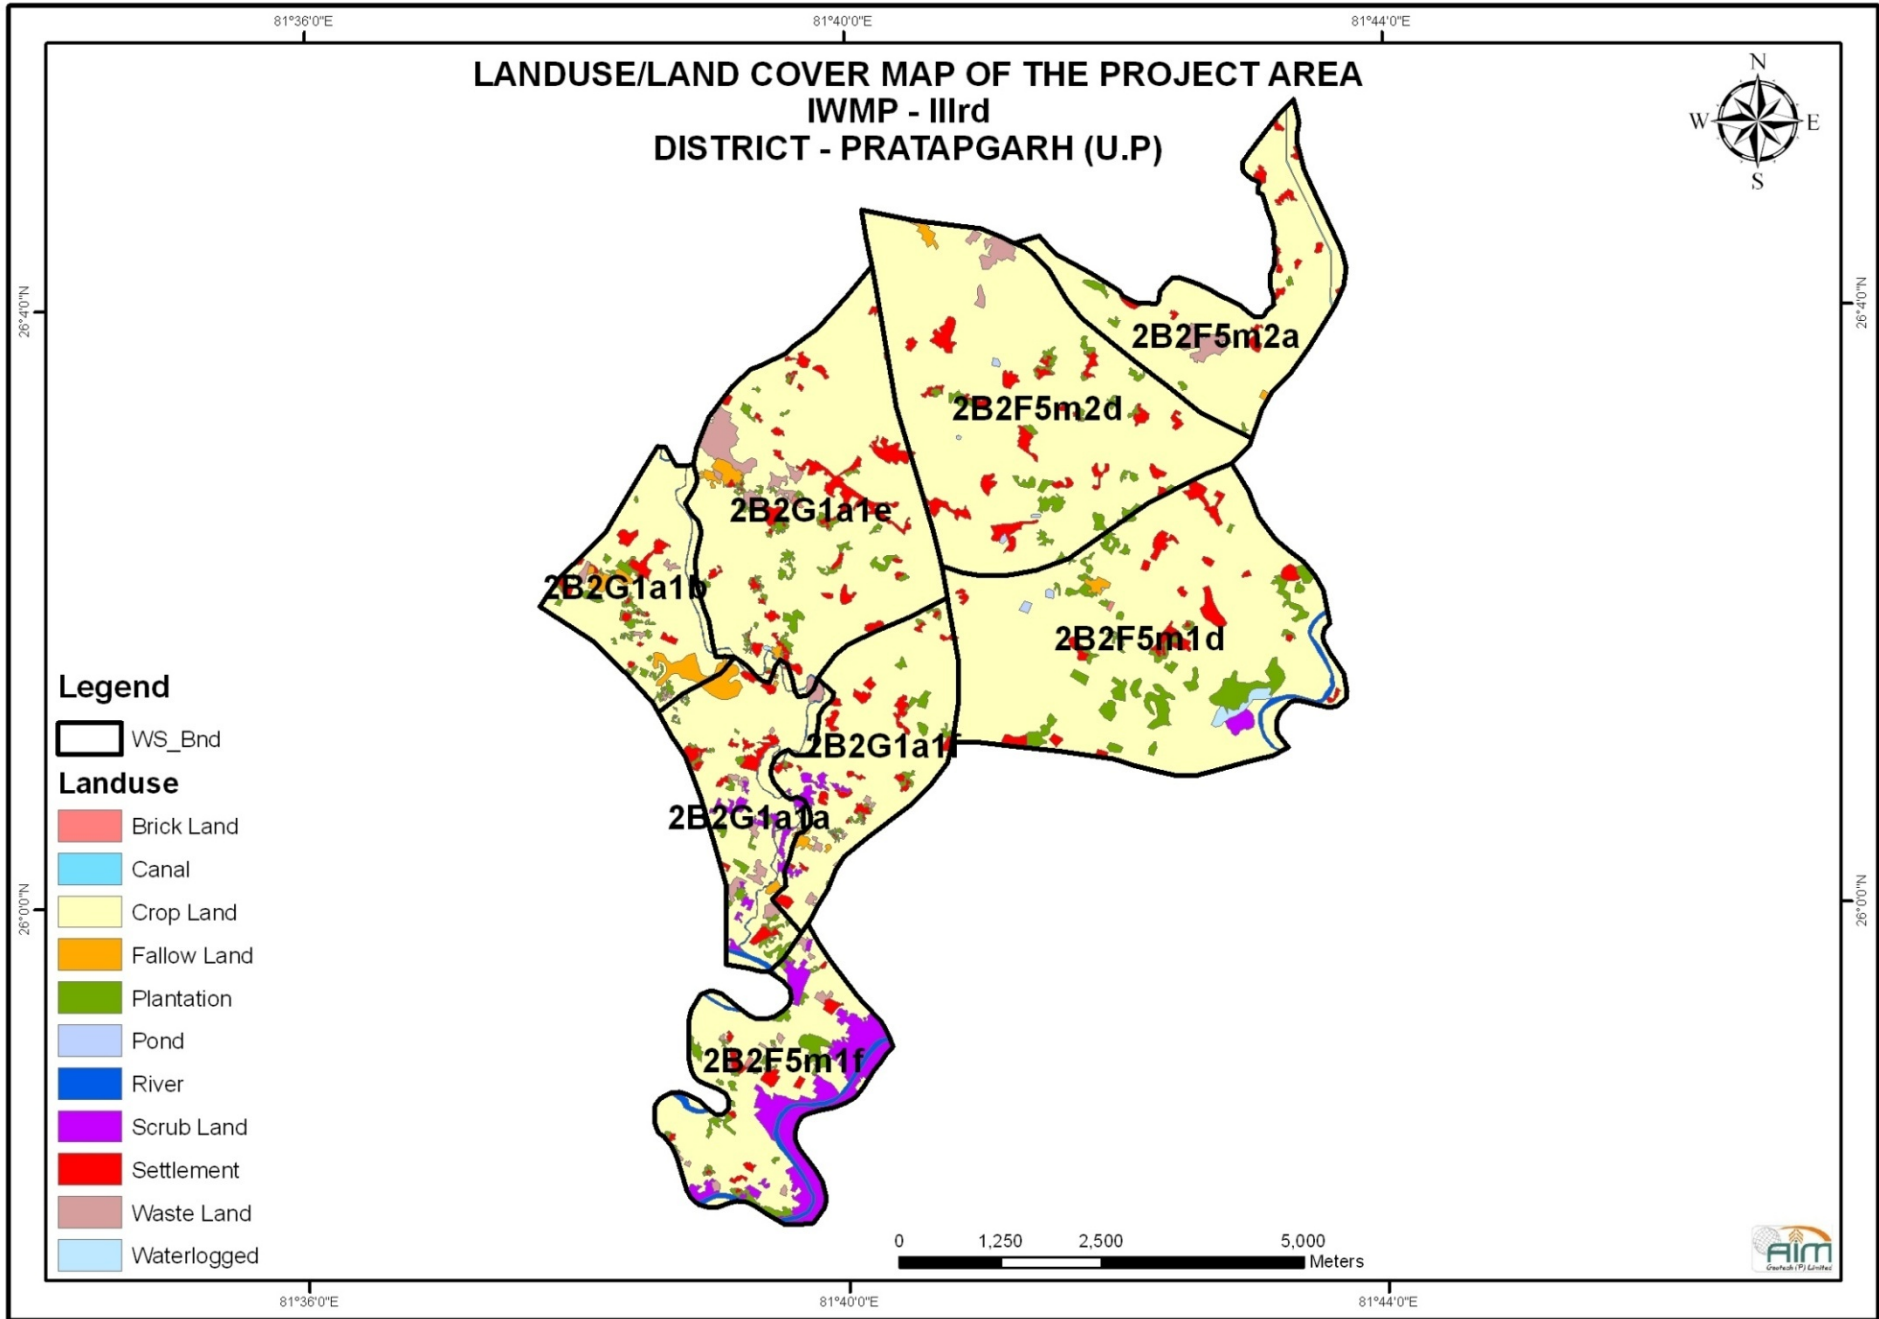 81°36'0"E 81°40'0"E 81°44'0"E
LANDUSE/LAND COVER MAP OF THE PROJECT AREA
IWMP - IIIrd
DISTRICT - PRATAPGARH (U.P)
N
W E
S
26°4'0"N 26°4'0"N
2B2F5m2a
2B2F5m2d
2B2G1a1e
2B2G1a1b
2B2F5m1d
2B2G1a1f
2B2G1a1a
2B2F5m1f
26°0'0"N 26°0'0"N
Legend
WS_Bnd
Landuse
Brick Land
Canal
Crop Land
Fallow Land
Plantation
Pond
River
Scrub Land
Settlement
Waste Land
Waterlogged
0 1,250 2,500 5,000
Meters
AIM
Geotech (P) Limited
81°36'0"E 81°40'0"E 81°44'0"E